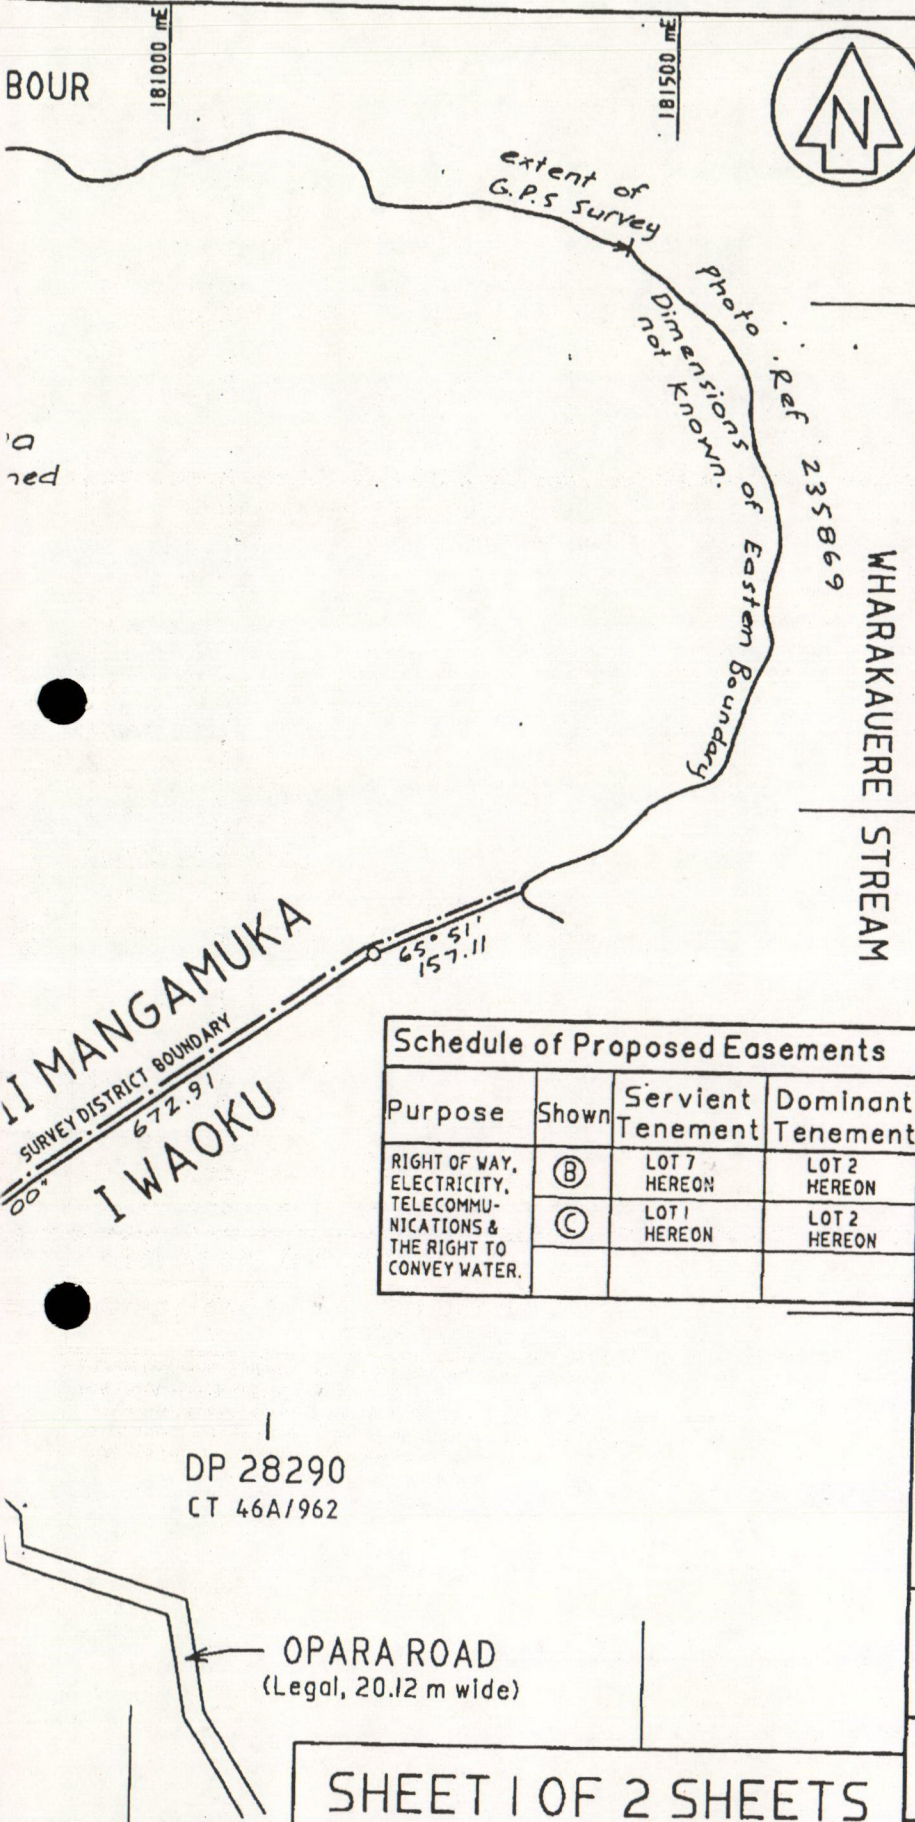 181000 mE
181500 mE
BOUR
N
extent of
G.P.S Survey
Photo Ref 235869
Dimensions of Eastern Boundary
not Known.
a
ned
WHARAKAUERE STREAM
65° 51'
157.11
II MANGAMUKA
SURVEY DISTRICT BOUNDARY
672.91
00"
I WAOKU
Schedule of Proposed Easements
Purpose Shown Servient Tenement Dominant Tenement
RIGHT OF WAY,
ELECTRICITY,
TELECOMMU-
NICATIONS &
THE RIGHT TO
CONVEY WATER.
B LOT 7 HEREON LOT 2 HEREON
C LOT 1 HEREON LOT 2 HEREON
DP 28290
CT 46A/962
OPARA ROAD
(Legal, 20.12 m wide)
SHEET 1 OF 2 SHEETS